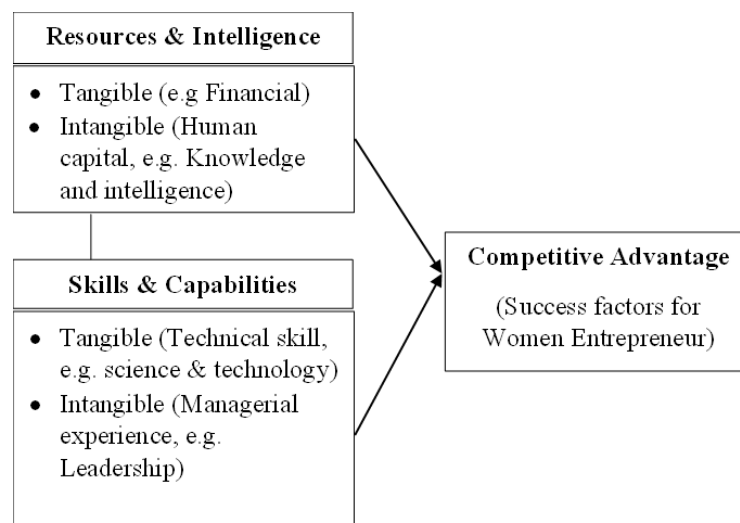 Resources & Intelligence
● Tangible (e.g Financial)
● Intangible (Human
capital, e.g. Knowledge
and intelligence)
Skills & Capabilities
● Tangible (Technical skill,
e.g. science & technology)
● Intangible (Managerial
experience, e.g.
Leadership)
Competitive Advantage
(Success factors for
Women Entrepreneur)